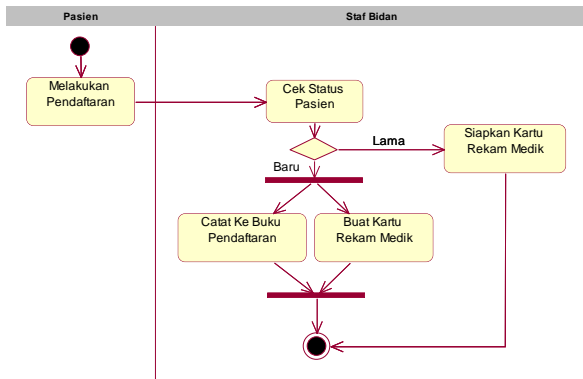 Pasien
Staf Bidan
Melakukan
Pendaftaran
Cek Status
Pasien
Lama
Siapkan Kartu
Rekam Medik
Baru
Catat Ke Buku
Pendaftaran
Buat Kartu
Rekam Medik